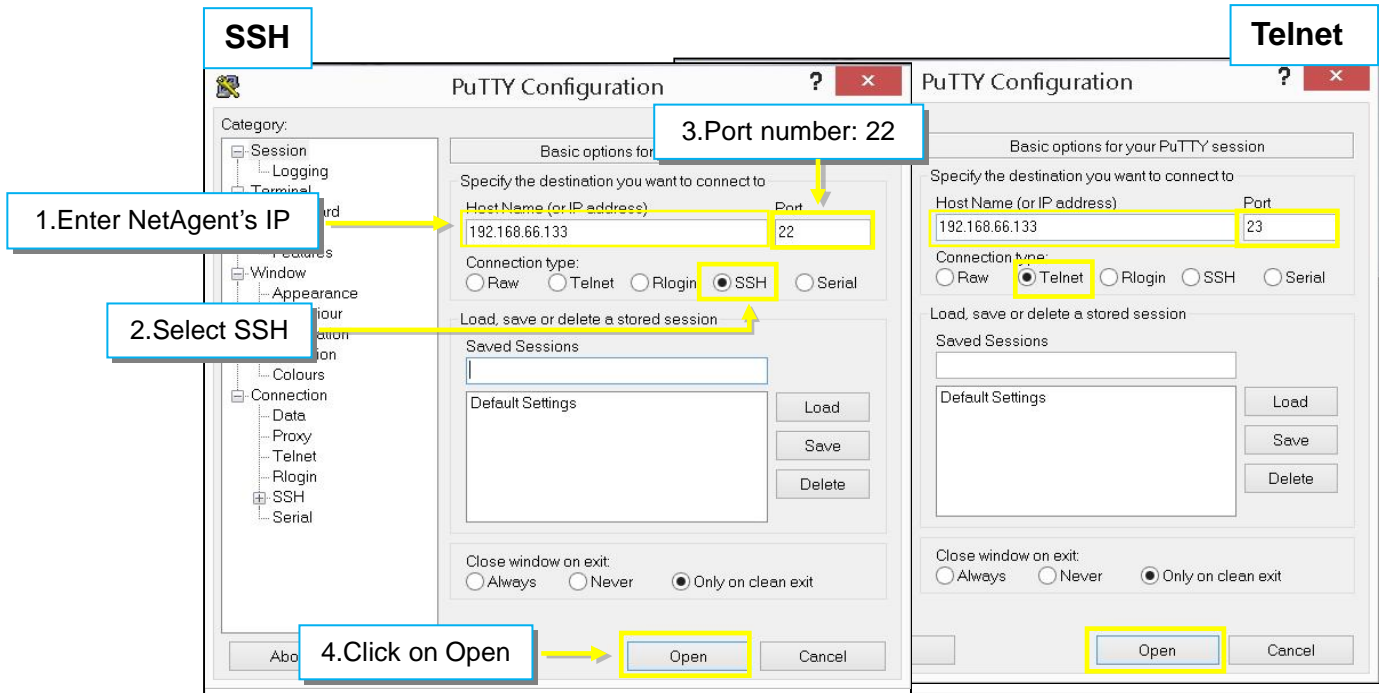 SSH
PuTTY Configuration
?
×
Category:
Session
Logging
Terminal
rd
Features
Window
Appearance
iour
ation
ion
Colours
Connection
Data
Proxy
Telnet
Rlogin
SSH
Serial
Basic options for
Specify the destination you want to connect to
Host Name (or IP address) Port
192.168.66.133 22
Connection type:
Raw Telnet Rlogin SSH Serial
Load, save or delete a stored session
Saved Sessions
Default Settings
Load
Save
Delete
Close window on exit:
Always Never Only on clean exit
Abo
Open Cancel
1.Enter NetAgent’s IP
2.Select SSH
3.Port number: 22
4.Click on Open
Telnet
PuTTY Configuration
?
×
Basic options for your PuTTY session
Specify the destination you want to connect to
Host Name (or IP address) Port
192.168.66.133 23
Connection type:
Raw Telnet Rlogin SSH Serial
Load, save or delete a stored session
Saved Sessions
Default Settings
Load
Save
Delete
Close window on exit:
Always Never Only on clean exit
Open Cancel